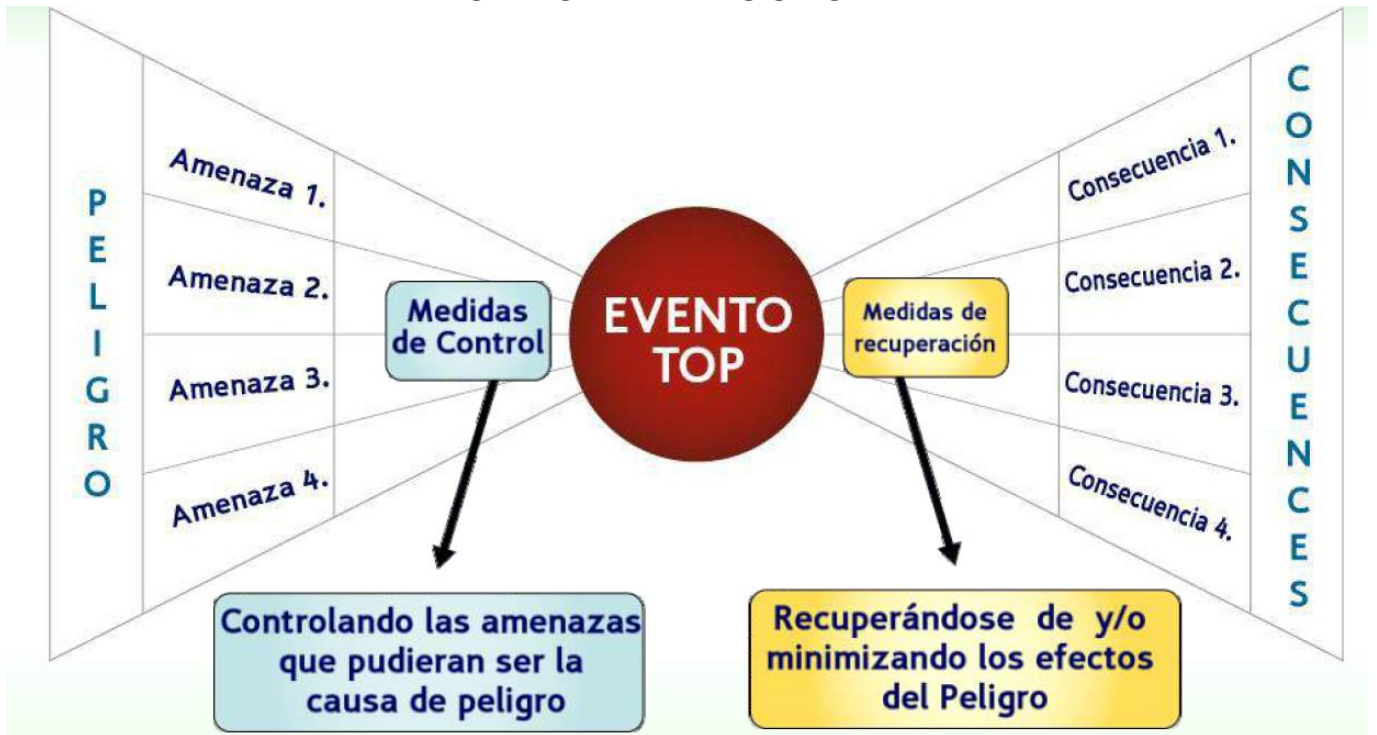 PELIGRO
Amenaza 1.
Amenaza 2.
Amenaza 3.
Amenaza 4.
Medidas
de Control
EVENTO
TOP
Medidas de
recuperación
Consecuencia 1.
Consecuencia 2.
Consecuencia 3.
Consecuencia 4.
CONSECUENCES
Controlando las amenazas
que pudieran ser la
causa de peligro
Recuperándose de y/o
minimizando los efectos
del Peligro